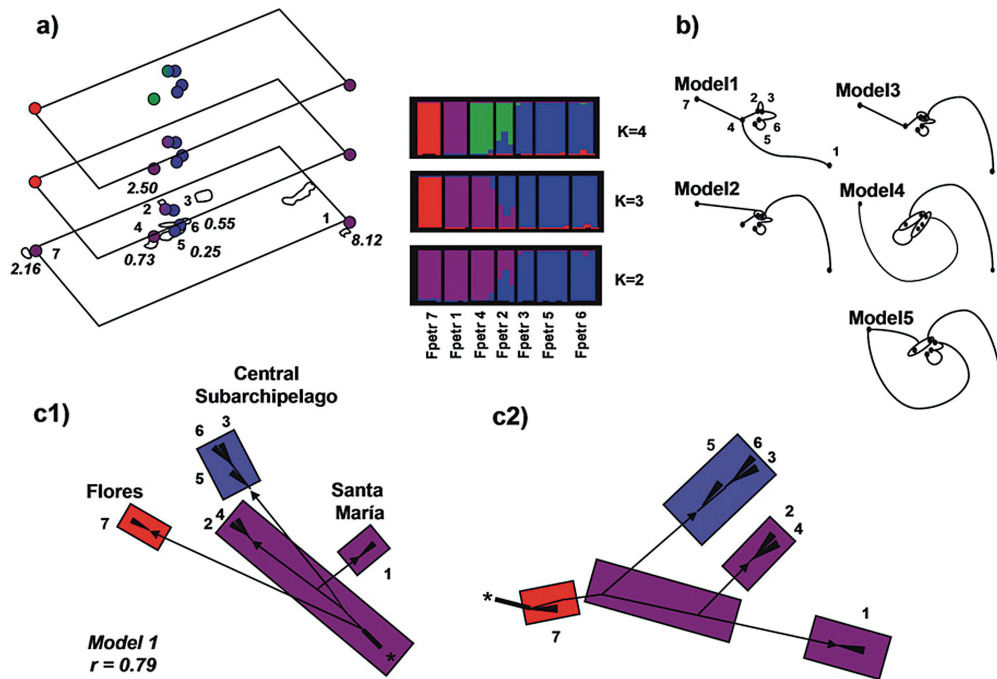 a)
2.50
2
3
4
6
0.55
5
1
7
2.16
0.73
0.25
8.12
K=4
K=3
K=2
Fpetr 7
Fpetr 1
Fpetr 4
Fpetr 2
Fpetr 3
Fpetr 5
Fpetr 6
b)
Model1
7
2 3
4
6
5
1
Model3
Model2
Model4
Model5
c1)
Central
Subarchipelago
6
3
5
Flores
7
Santa
María
4
2
1
Model 1
r = 0.79
*
c2)
5
6
3
2
4
1
*
7